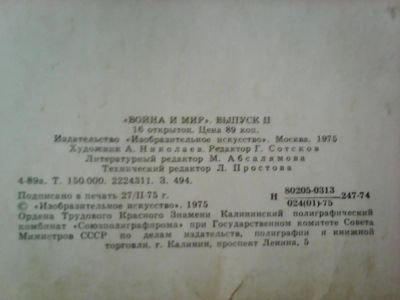 «ВОЙНА И МИР». ВЫПУСК II
16 открыток. Цена 89 коп.
Издательство «Изобразительное искусство». Москва. 1975
Художник А. Николаев. Редактор Г. Сотсков
Литературный редактор М. Абсалямова
Технический редактор Л. Простова
4-89а. Т. 150.000. 2224311. З. 494.
Подписано в печать 27/II-75 г. И 80205-0313/024(01)-75 —247-74
© «Изобразительное искусство», 1975
Ордена Трудового Красного Знамени Калининский полиграфический
комбинат «Союзполиграфпрома» при Государственном комитете Совета
Министров СССР по делам издательств, полиграфии и книжной
торговли, г. Калинин, проспект Ленина, 5